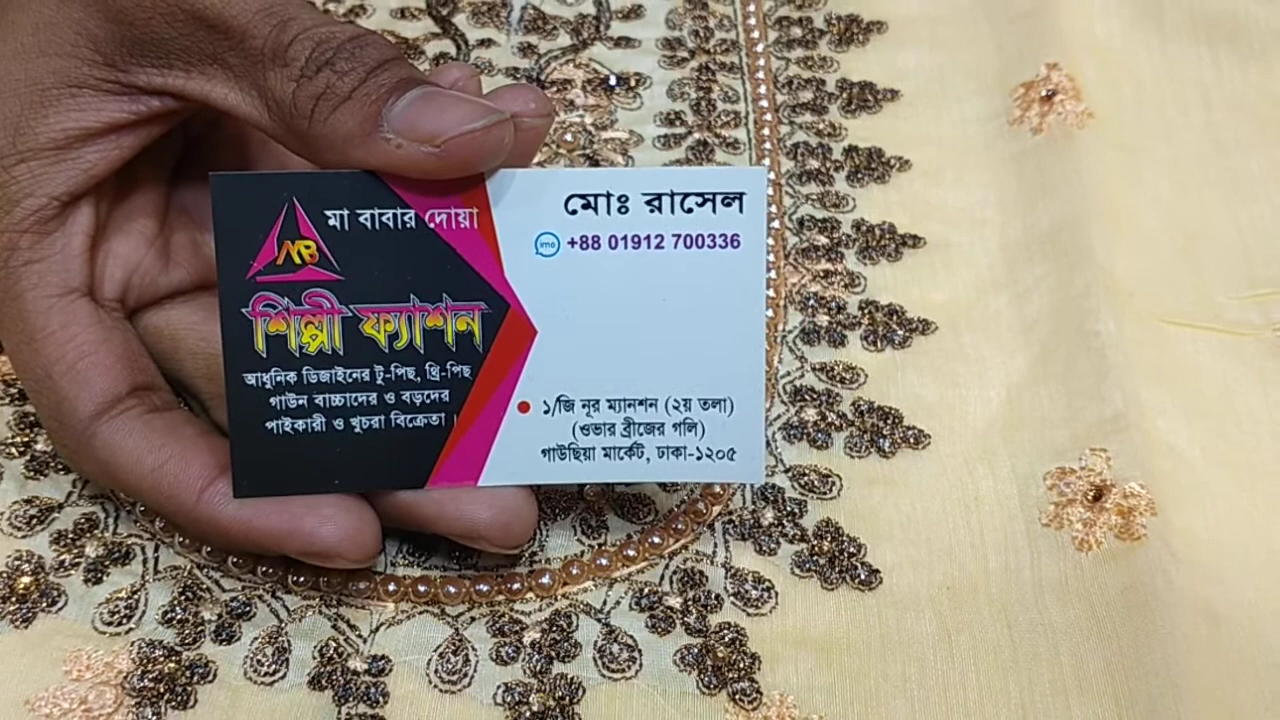 মা বাবার দোয়া
NB
শিল্পী ফ্যাশন
আধুনিক ডিজাইনের টু-পিছ, থ্রি-পিছ
গাউন বাচ্চাদের ও বড়দের
পাইকারী ও খুচরা বিক্রেতা।
মোঃ রাসেল
imo +88 01912 700336
১/জি নূর ম্যানশন (২য় তলা)
(ওভার ব্রীজের গলি)
গাউছিয়া মার্কেট, ঢাকা-১২০৫